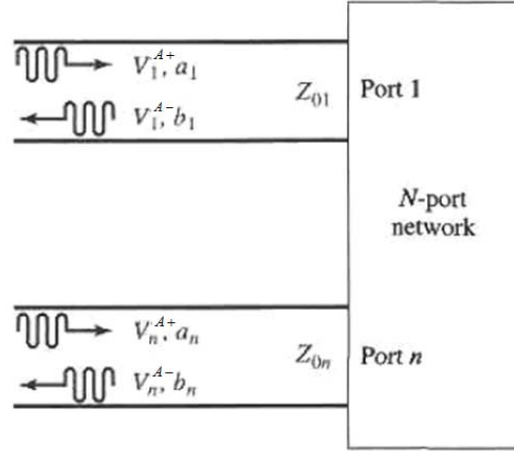 V₁ᴬ⁺, a₁
Z₀₁
Port 1
V₁ᴬ⁻, b₁
N-port
network
Vₙᴬ⁺, aₙ
Z₀ₙ
Port n
Vₙᴬ⁻, bₙ